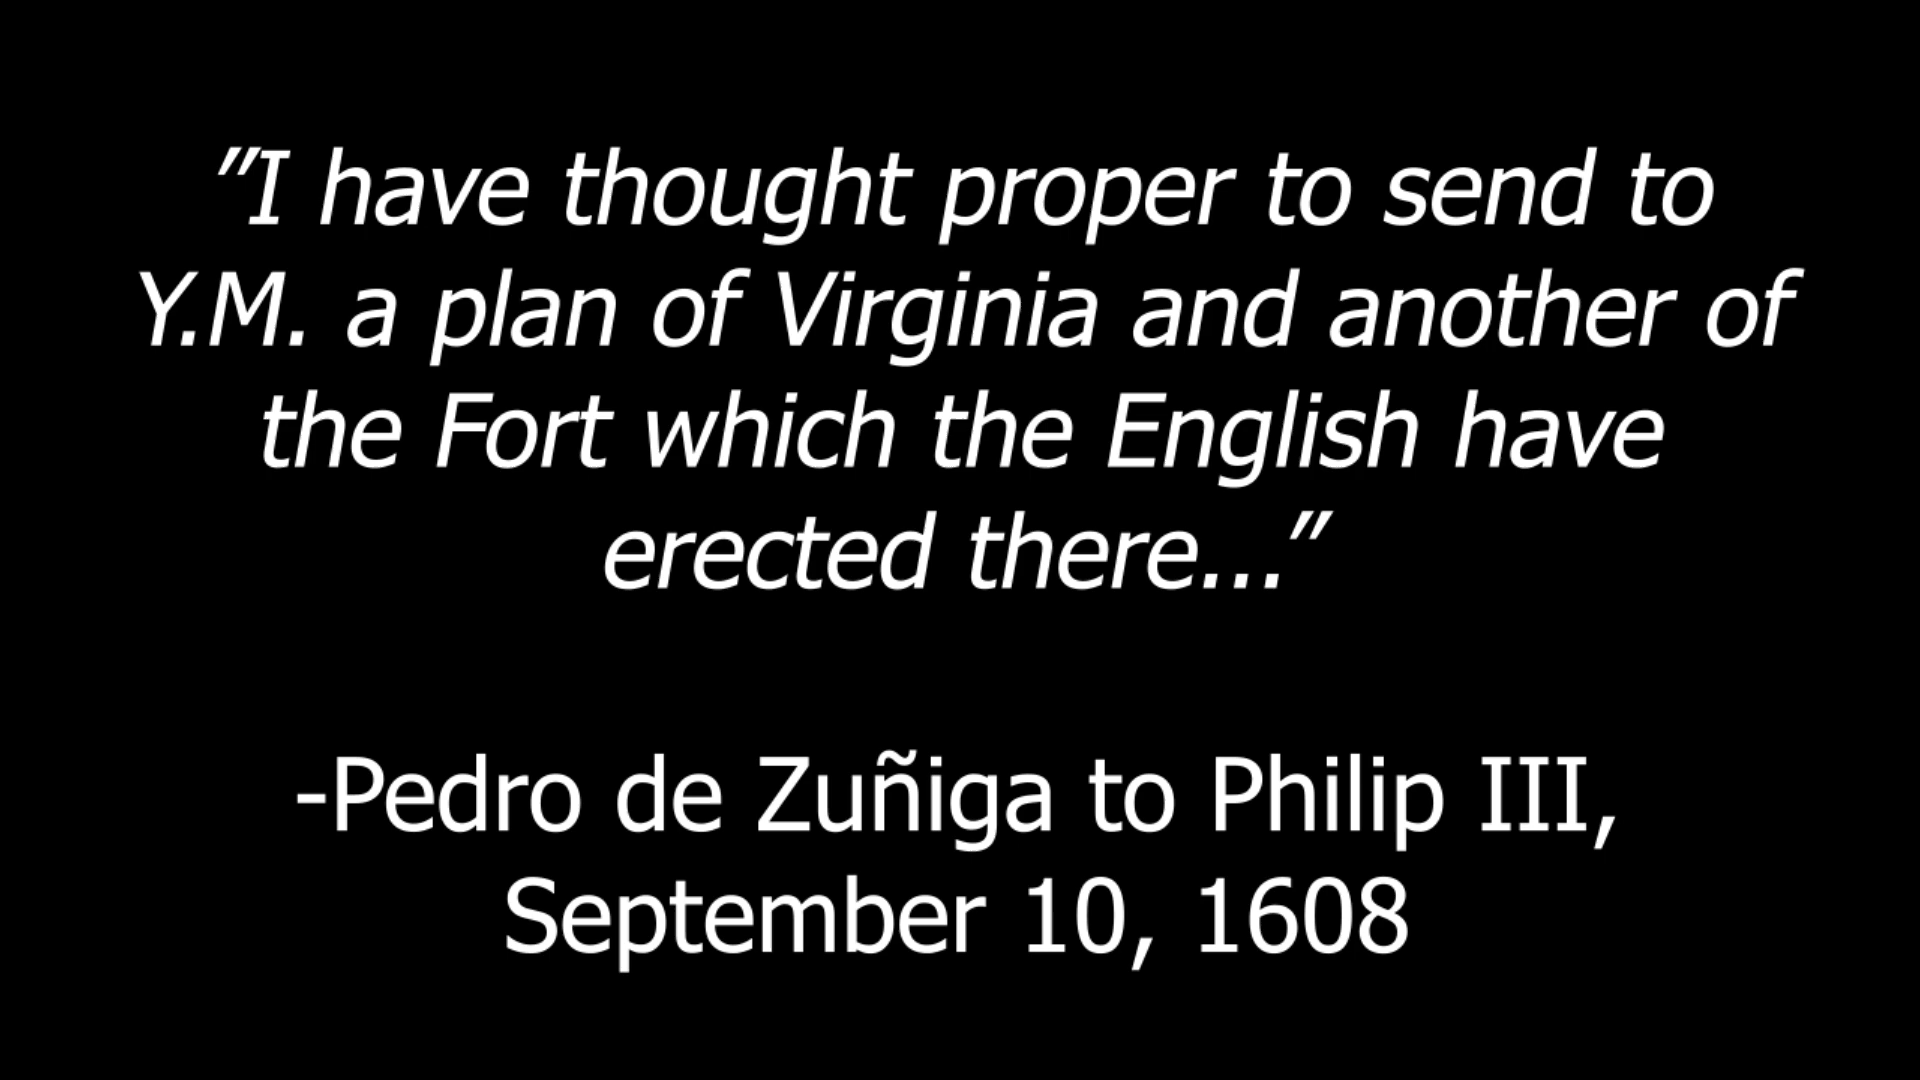 "I have thought proper to send to
Y.M. a plan of Virginia and another of
the Fort which the English have
erected there..."
-Pedro de Zuñiga to Philip III,
September 10, 1608